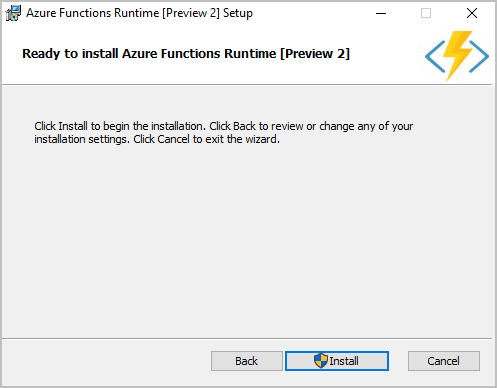 Azure Functions Runtime [Preview 2] Setup
Ready to install Azure Functions Runtime [Preview 2]
Click Install to begin the installation. Click Back to review or change any of your
installation settings. Click Cancel to exit the wizard.
Back Install Cancel